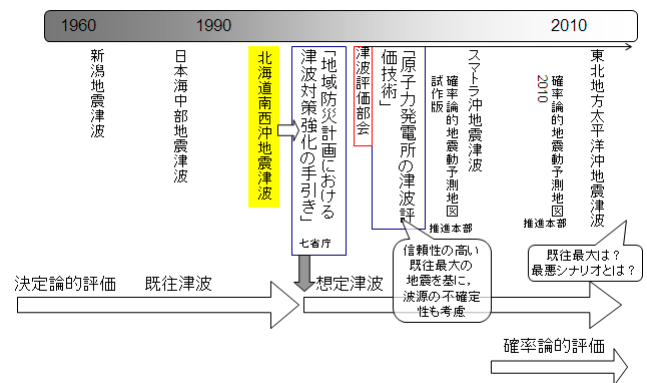 1960
1990
2010
新潟地震津波
日本海中部地震津波
北海道南西沖地震津波
「地域防災計画における
津波対策強化の手引き」
七省庁
津波評価部会
「原子力発電所の津波評
価技術」
確率論的地震動予測地図
試作版
推進本部
スマトラ沖地震津波
確率論的地震動予測地図
2010
推進本部
東北地方太平洋沖地震津波
信頼性の高い
既往最大の
地震を基に，
波源の不確定
性も考慮
既往最大は？
最悪シナリオとは？
決定論的評価
既往津波
想定津波
確率論的評価